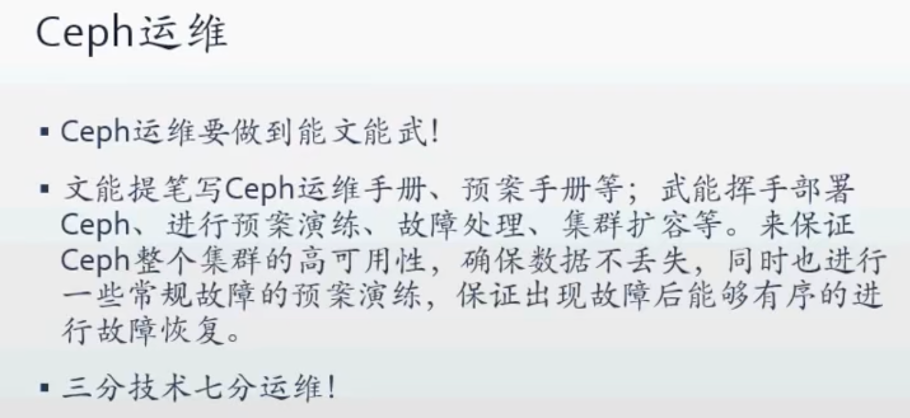 Ceph运维
▪ Ceph运维要做到能文能武！
▪ 文能提笔写Ceph运维手册、预案手册等；武能挥手部署
Ceph、进行预案演练、故障处理、集群扩容等。来保证
Ceph整个集群的高可用性，确保数据不丢失，同时也进行
一些常规故障的预案演练，保证出现故障后能够有序的进
行故障恢复。
▪ 三分技术七分运维！